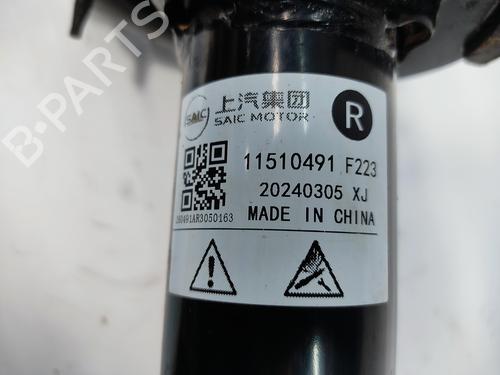 上汽集团
SAIC
SAIC MOTOR
R
11510491 F223
20240305 XJ
MADE IN CHINA
B-PARTS